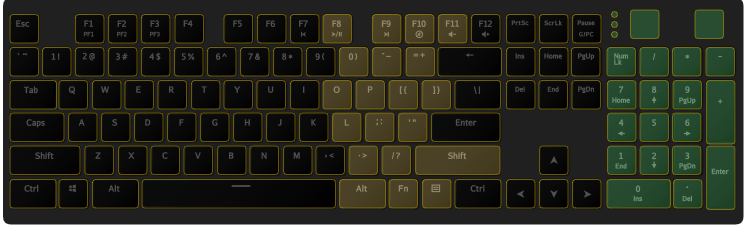 Esc F1 F2 F3 F4 F5 F6 F7 F8 F9 F10 F11 F12 PrtSc ScrLk Pause
PF1 PF2 PF3 G/PC
` ~ 1 ! 2 @ 3 # 4 $ 5 % 6 ^ 7 & 8 * 9 ( 0 ) - _ = + ← Ins Home PgUp Num Lk / * -
Tab Q W E R T Y U I O P [ { ] } \ | Del End PgDn 7 8 9 +
Home PgUp
Caps A S D F G H J K L ; : ' " Enter 4 5 6
Shift Z X C V B N M , < . > / ? Shift 1 2 3 Enter
End PgDn
Ctrl Alt Alt Fn Ctrl 0 .
Ins Del